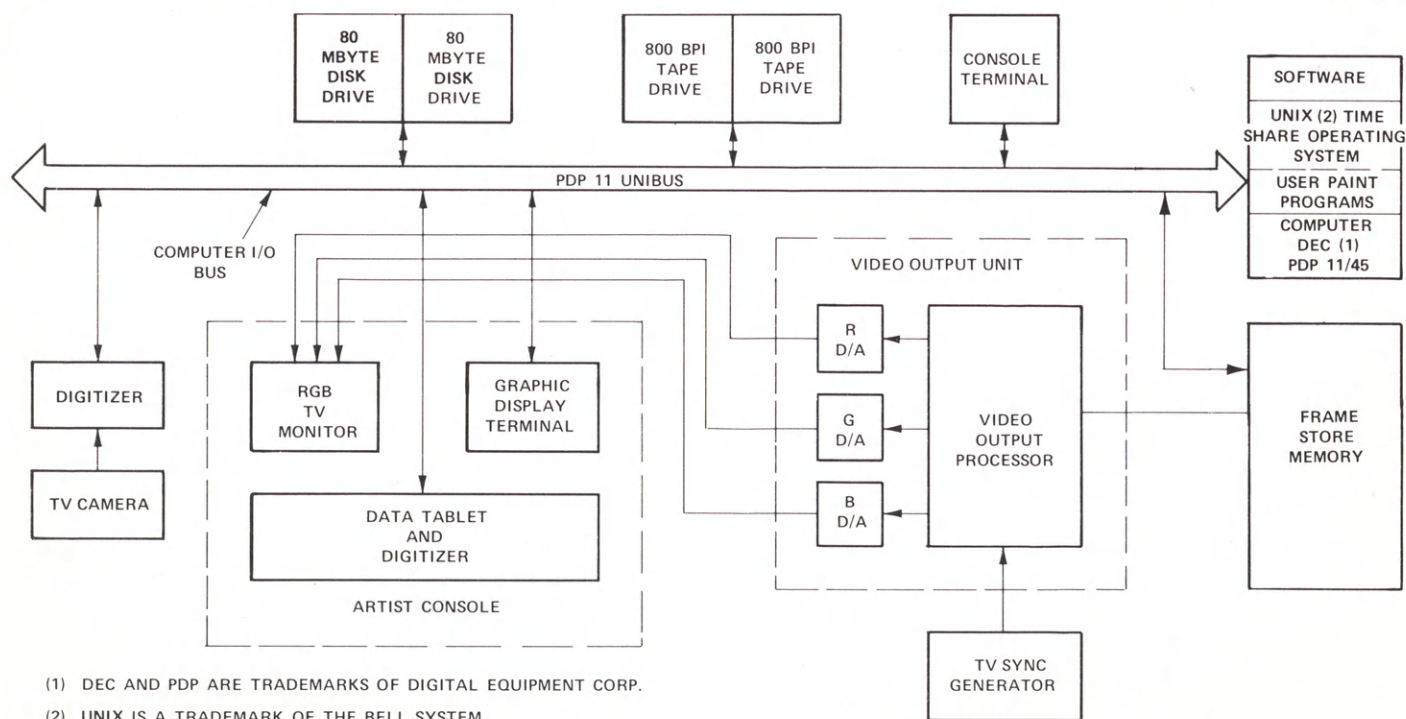 80
MBYTE
DISK
DRIVE
80
MBYTE
DISK
DRIVE
800 BPI
TAPE
DRIVE
800 BPI
TAPE
DRIVE
CONSOLE
TERMINAL
SOFTWARE
UNIX (2) TIME
SHARE OPERATING
SYSTEM
USER PAINT
PROGRAMS
COMPUTER
DEC (1)
PDP 11/45
PDP 11 UNIBUS
COMPUTER I/O
BUS
VIDEO OUTPUT UNIT
DIGITIZER
TV CAMERA
RGB
TV
MONITOR
GRAPHIC
DISPLAY
TERMINAL
DATA TABLET
AND
DIGITIZER
ARTIST CONSOLE
R
D/A
G
D/A
B
D/A
VIDEO
OUTPUT
PROCESSOR
FRAME
STORE
MEMORY
TV SYNC
GENERATOR
(1) DEC AND PDP ARE TRADEMARKS OF DIGITAL EQUIPMENT CORP.
(2) UNIX IS A TRADEMARK OF THE BELL SYSTEM